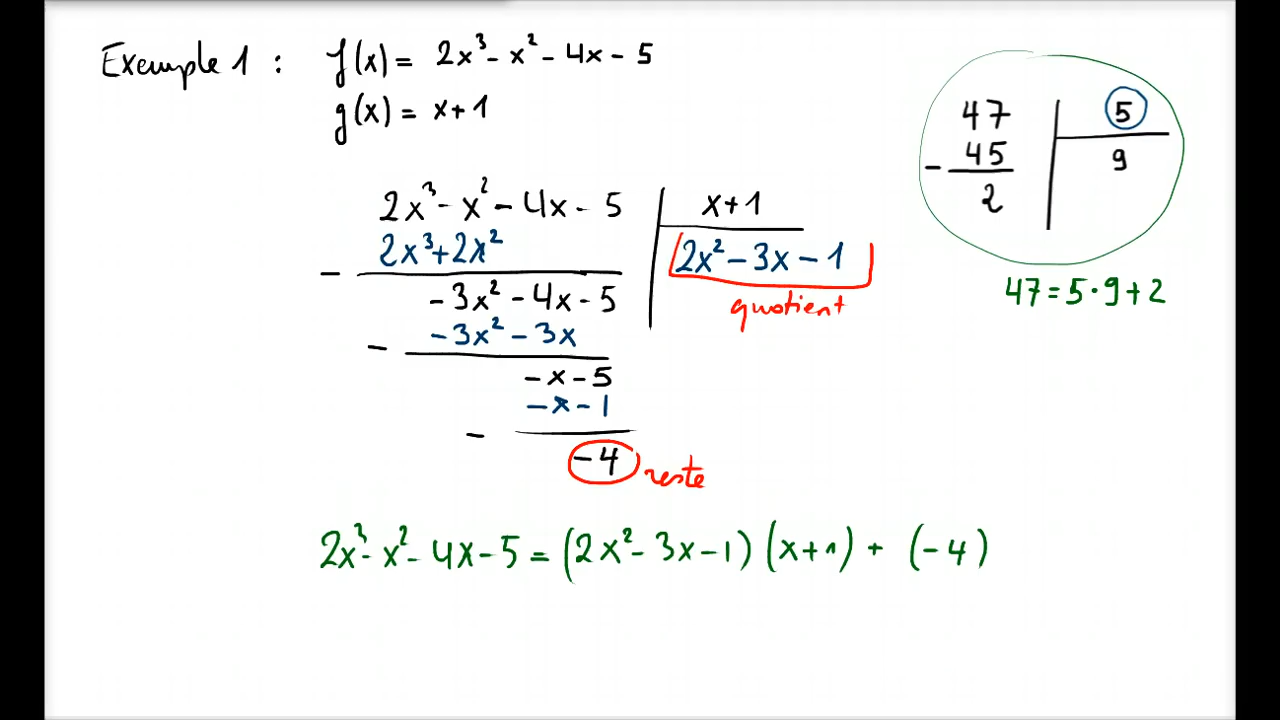 Exemple 1 : f(x) = 2x³ - x² - 4x - 5
g(x) = x+1
47 | 5
- 45 | 9
2
47 = 5 · 9 + 2
2x³ - x² - 4x - 5 | x+1
- 2x³ + 2x² | 2x² - 3x - 1
quotient
-3x² - 4x - 5
- -3x² - 3x
-x - 5
- -x - 1
-4 reste
2x³ - x² - 4x - 5 = (2x² - 3x - 1) (x+1) + (-4)